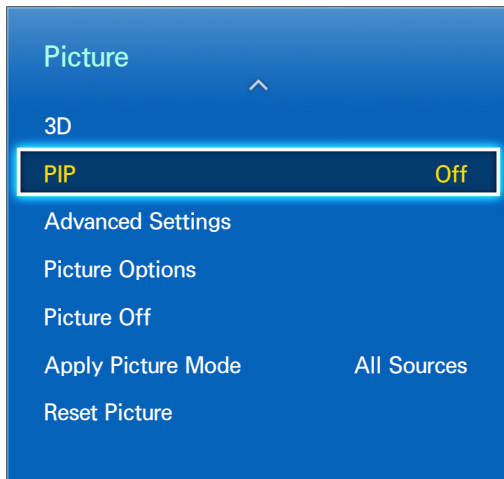 Picture
3D
PIP Off
Advanced Settings
Picture Options
Picture Off
Apply Picture Mode All Sources
Reset Picture